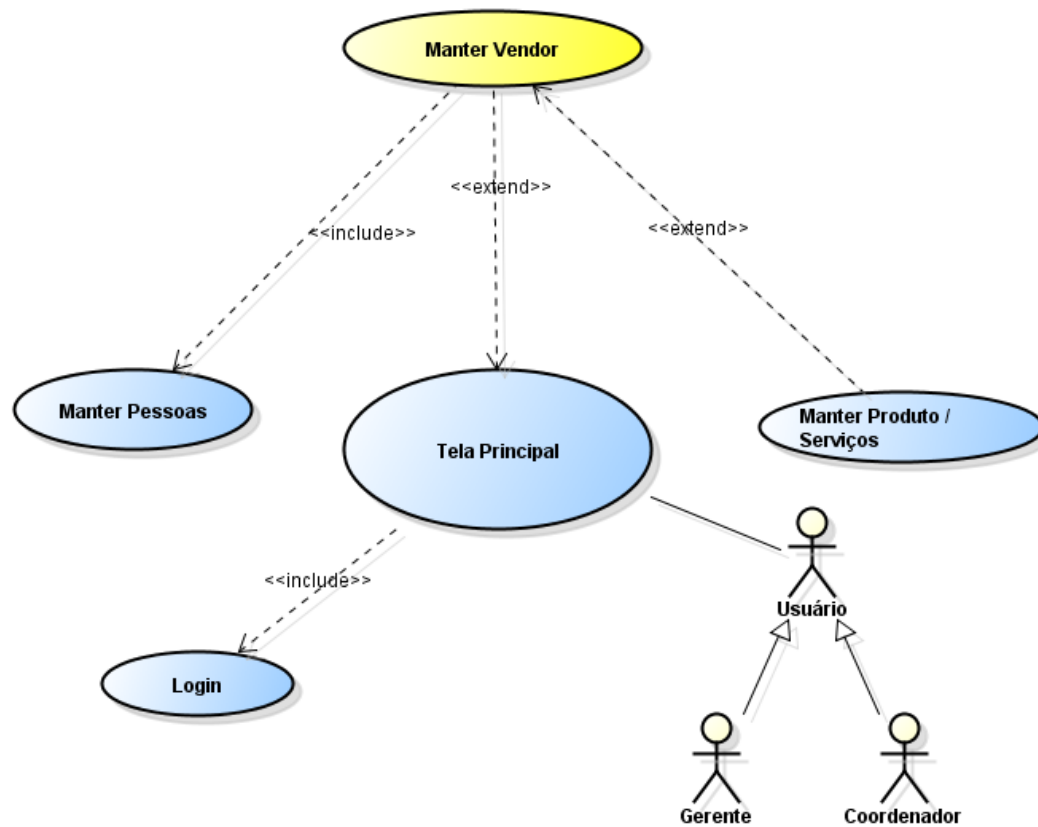 Manter Vendor
<<extend>>
<<include>>
<<extend>>
Manter Pessoas
Manter Produto /
Serviços
Tela Principal
<<include>>
Usuário
Login
Gerente
Coordenador